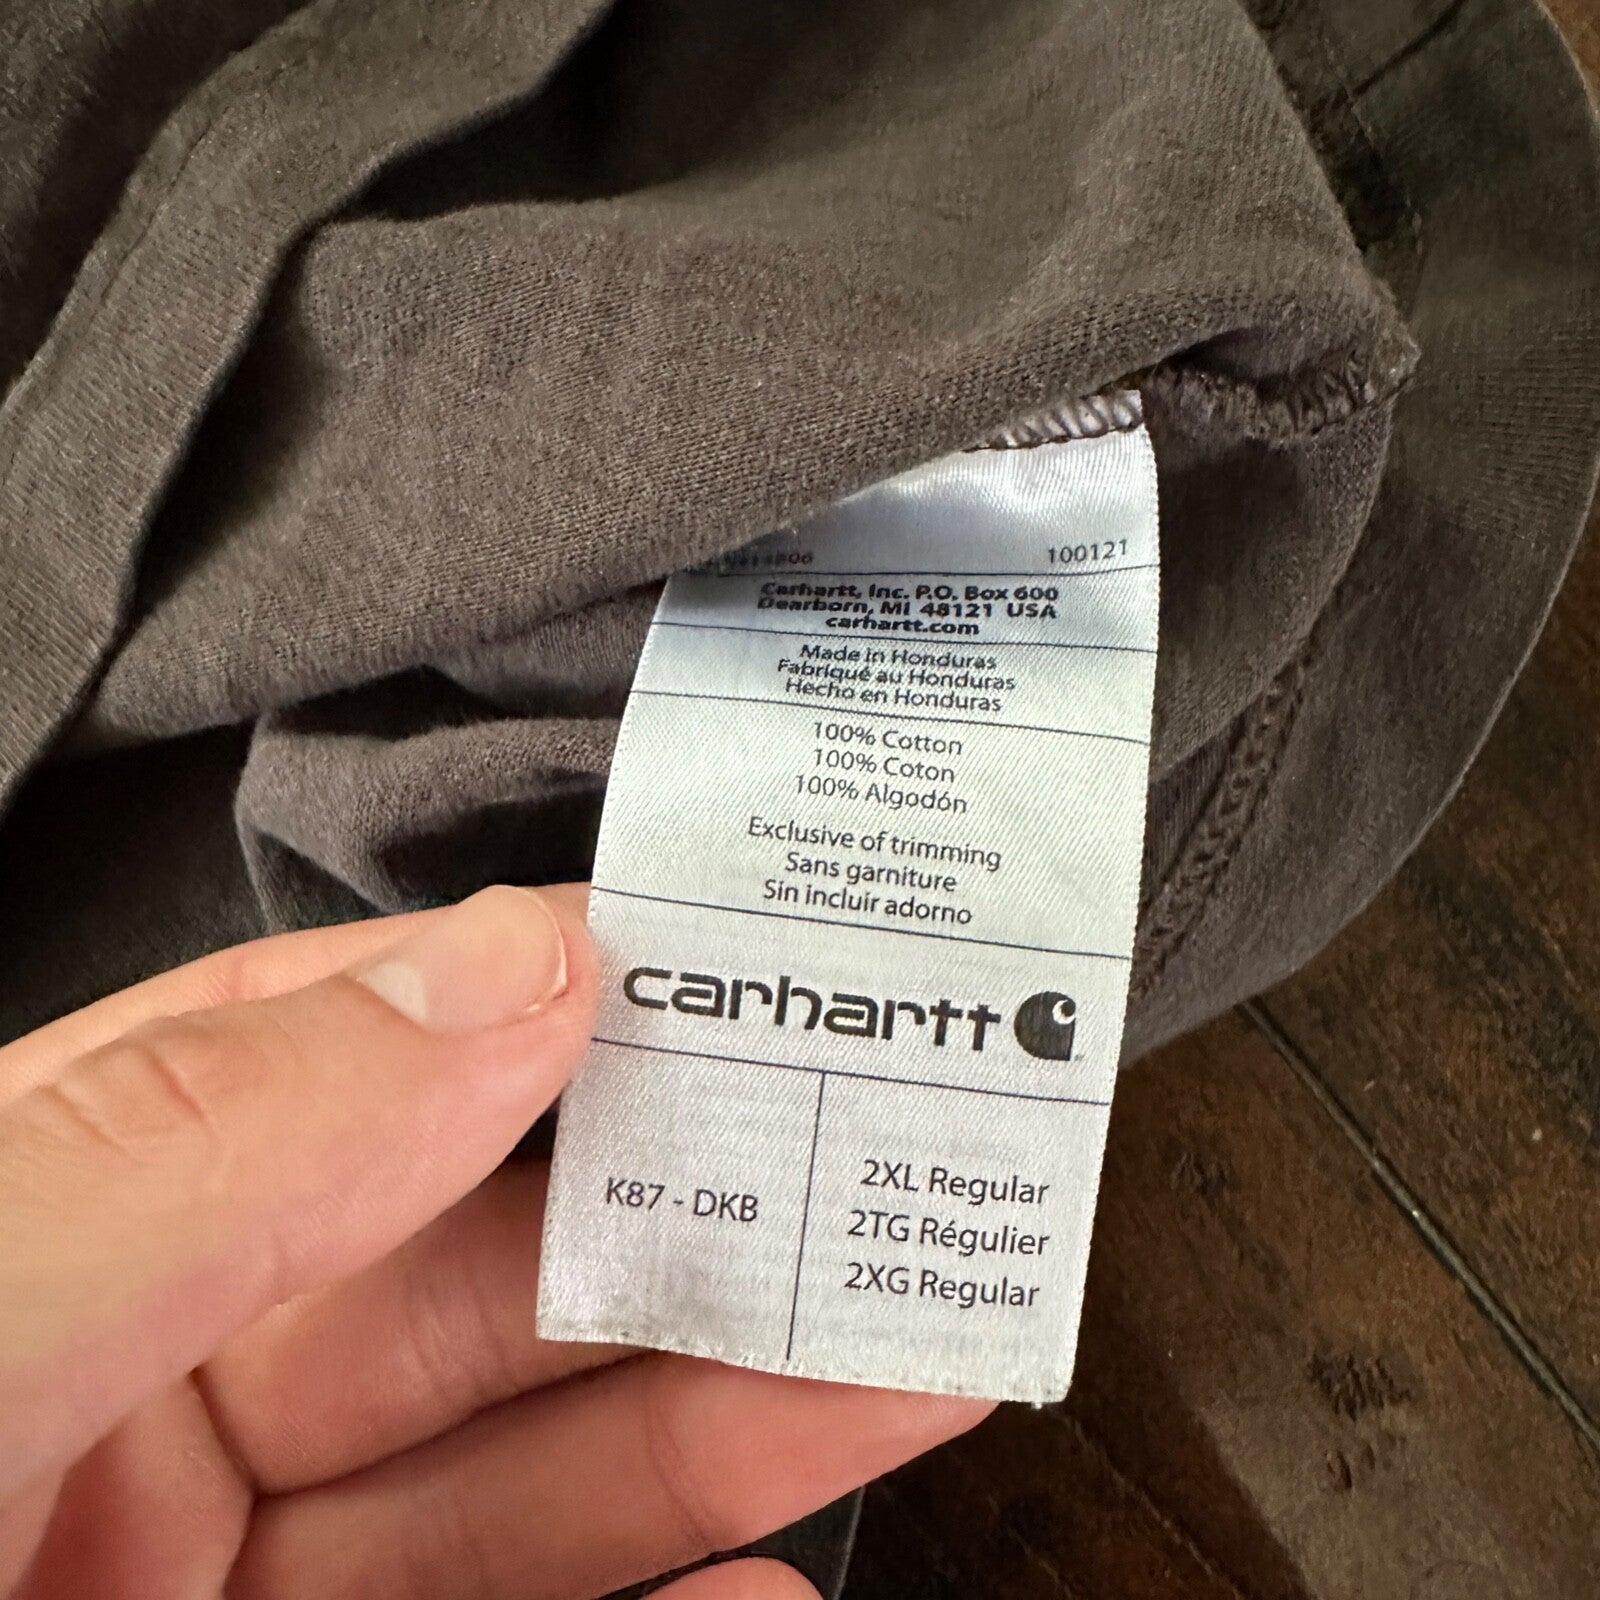 100121
Carhartt, Inc. P.O. Box 600
Dearborn, MI 48121 USA
carhartt.com
Made in Honduras
Fabriqué au Honduras
Hecho en Honduras
100% Cotton
100% Coton
100% Algodón
Exclusive of trimming
Sans garniture
Sin incluir adorno
carhartt
K87 - DKB
2XL Regular
2TG Régulier
2XG Regular